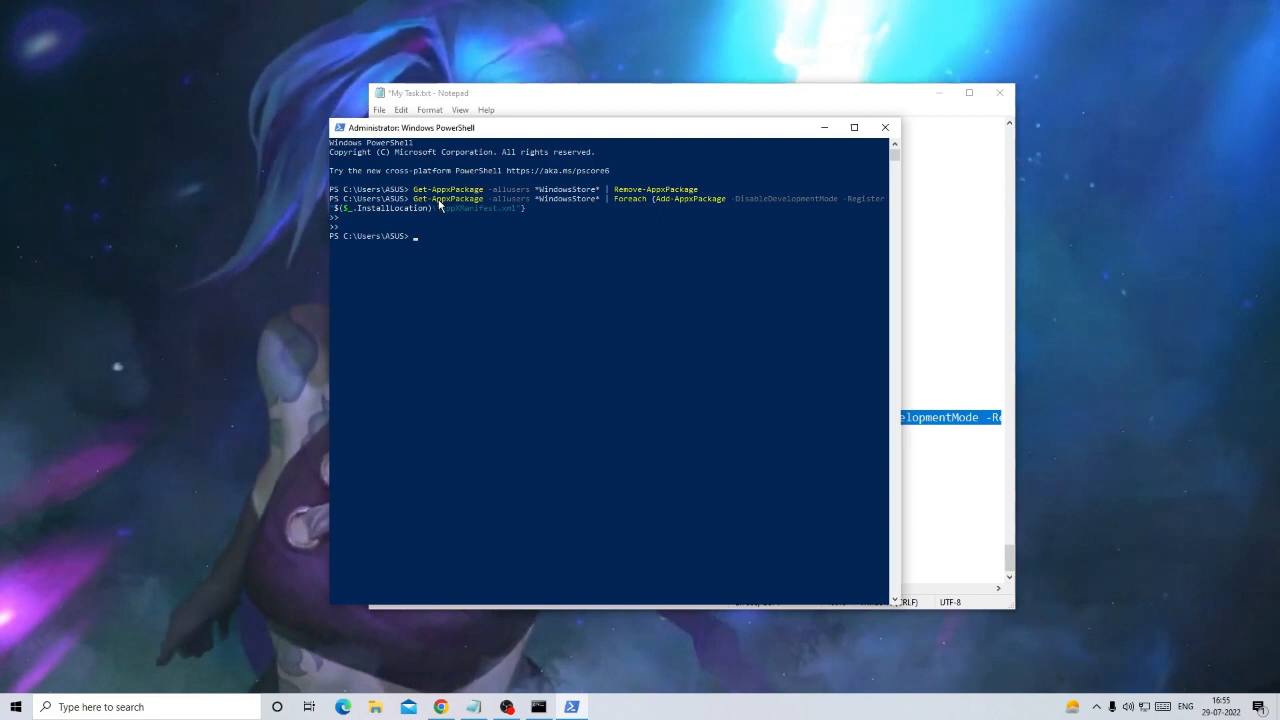 *My Task.txt - Notepad
File Edit Format View Help
Administrator: Windows PowerShell
Windows PowerShell
Copyright (C) Microsoft Corporation. All rights reserved.
Try the new cross-platform PowerShell https://aka.ms/pscore6
PS C:\Users\ASUS> Get-AppxPackage -allusers *WindowsStore* | Remove-AppxPackage
PS C:\Users\ASUS> Get-AppxPackage -allusers *WindowsStore* | Foreach {Add-AppxPackage -DisableDevelopmentMode -Register
"$($_.InstallLocation)\AppXManifest.xml"}
>>
>>
PS C:\Users\ASUS>
elopmentMode -Re
(CRLF) UTF-8
Type here to search
ENG
16:55
29-07-2022